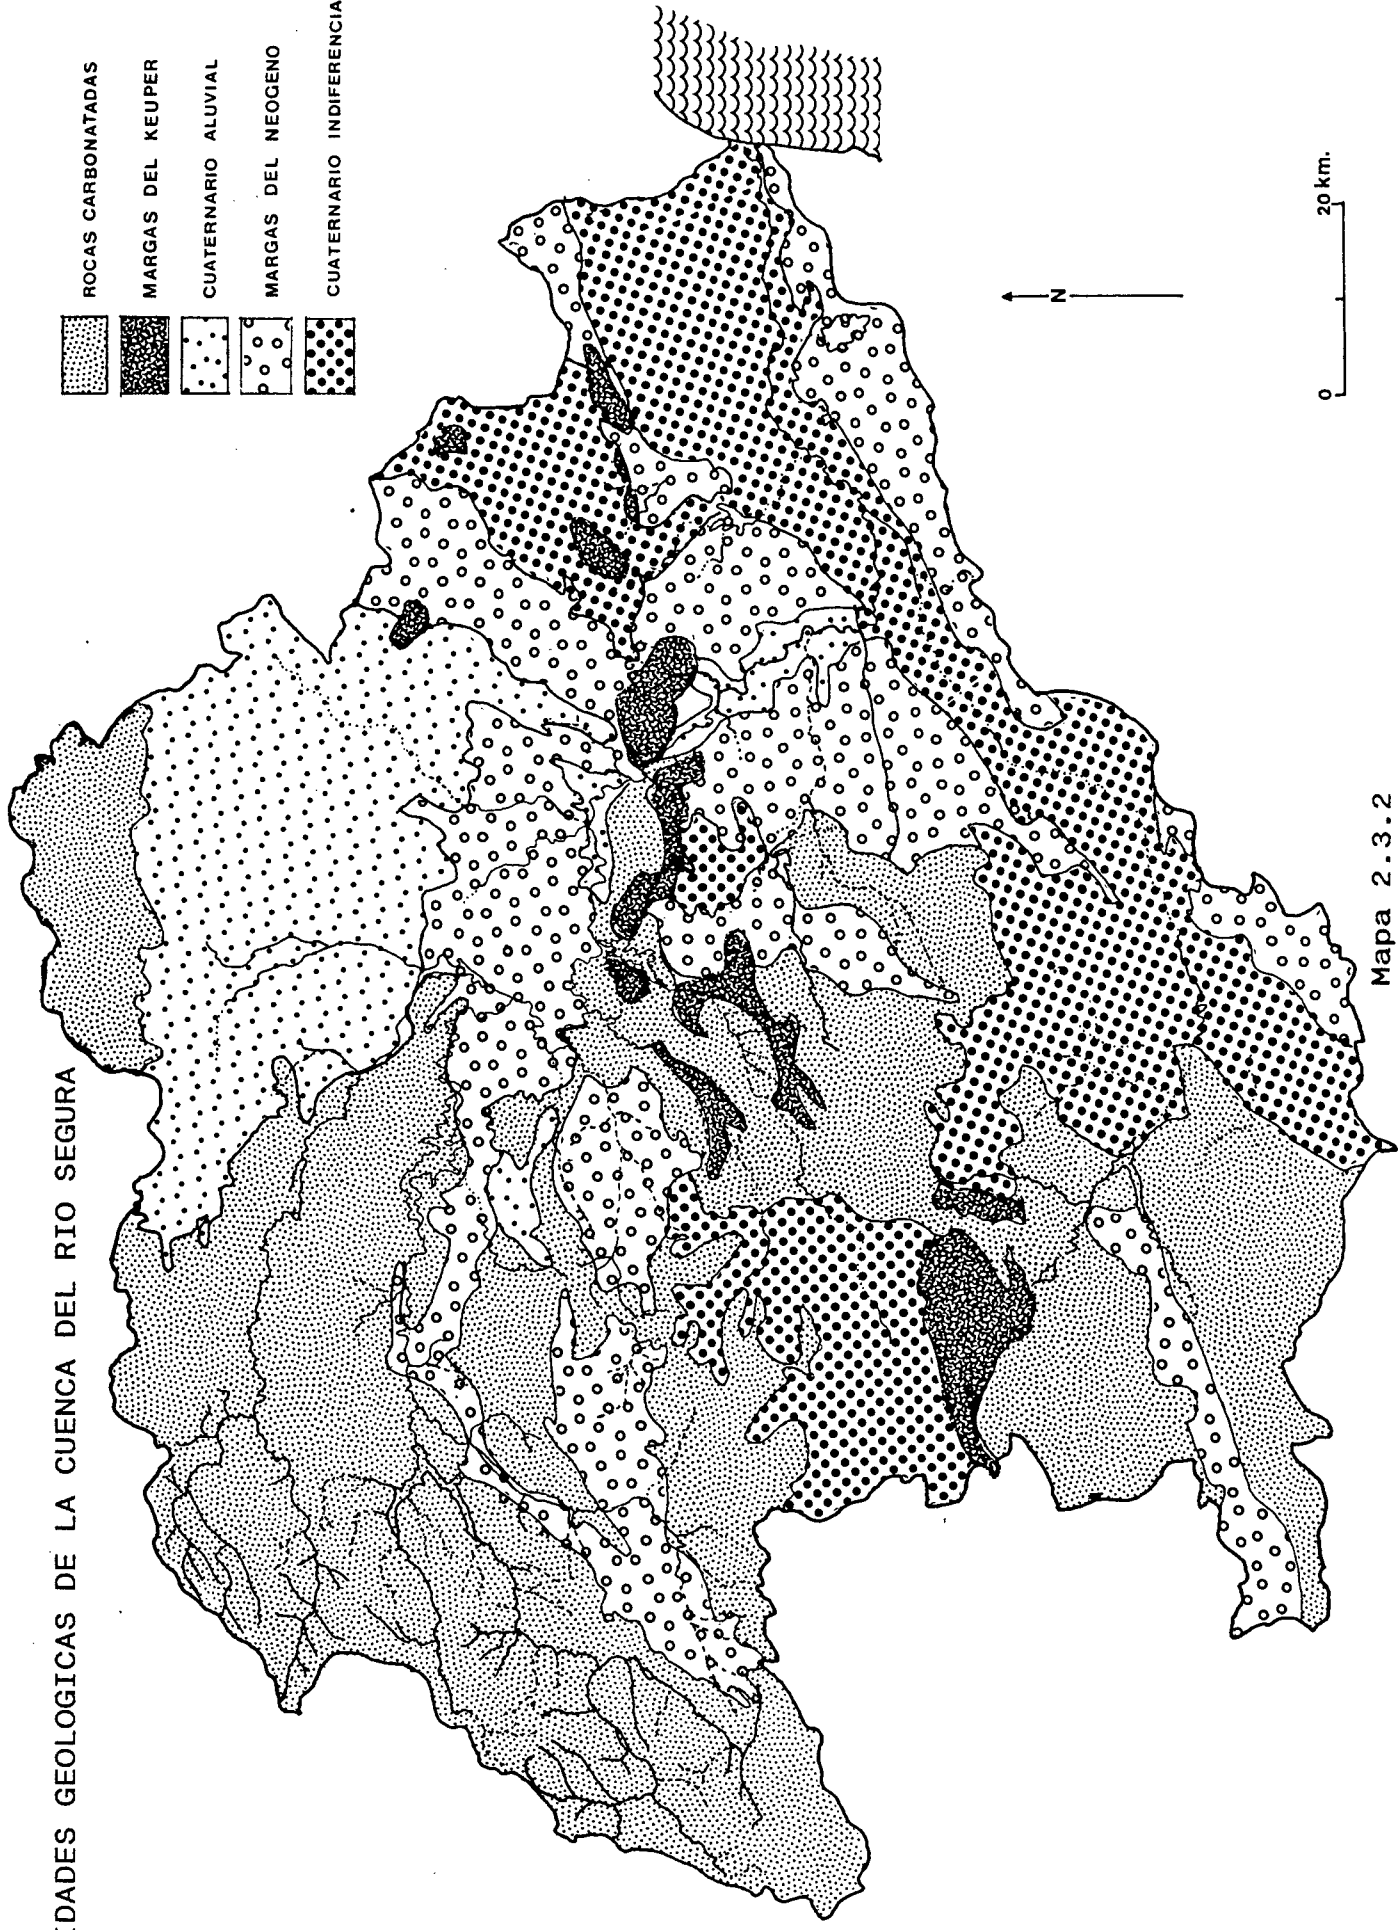 IDADES GEOLOGICAS DE LA CUENCA DEL RIO SEGURA
ROCAS CARBONATADAS
MARGAS DEL KEUPER
CUATERNARIO ALUVIAL
MARGAS DEL NEOGENO
CUATERNARIO INDIFERENCIA
N
0 20 km.
Mapa 2.3.2